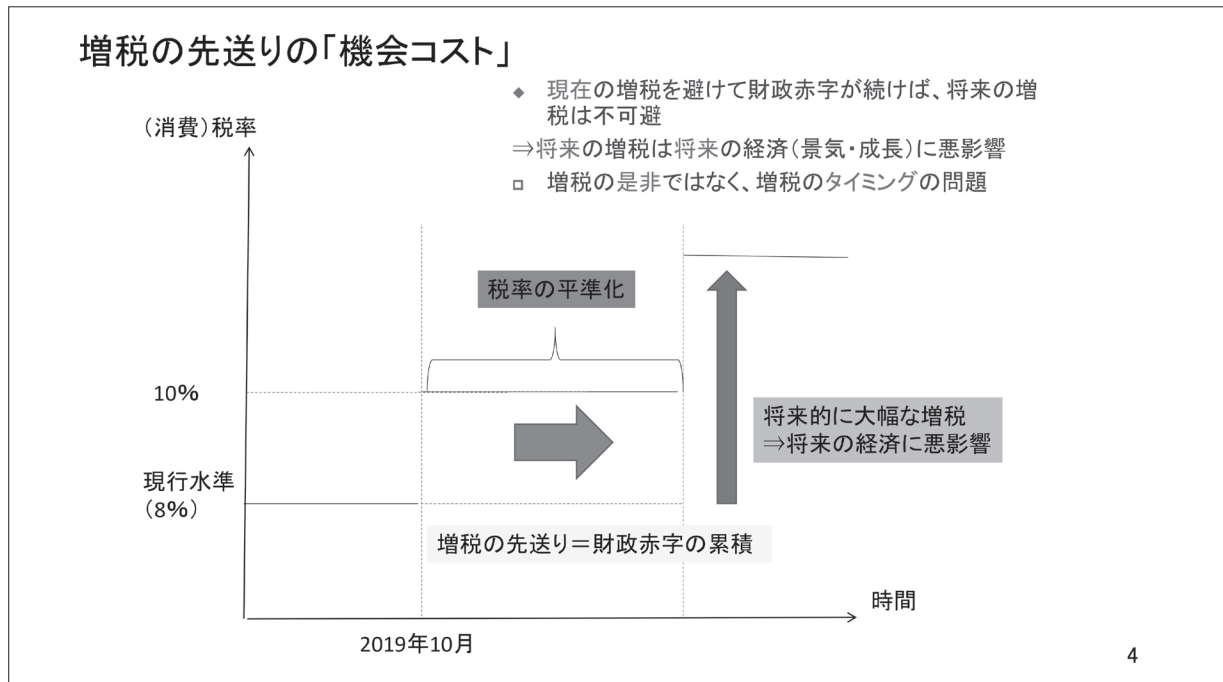 増税の先送りの「機会コスト」
◆ 現在の増税を避けて財政赤字が続けば、将来の増
税は不可避
⇒将来の増税は将来の経済(景気・成長)に悪影響
□ 増税の是非ではなく、増税のタイミングの問題
(消費)税率
税率の平準化
10%
将来的に大幅な増税
⇒将来の経済に悪影響
現行水準
(8%)
増税の先送り=財政赤字の累積
時間
2019年10月
4